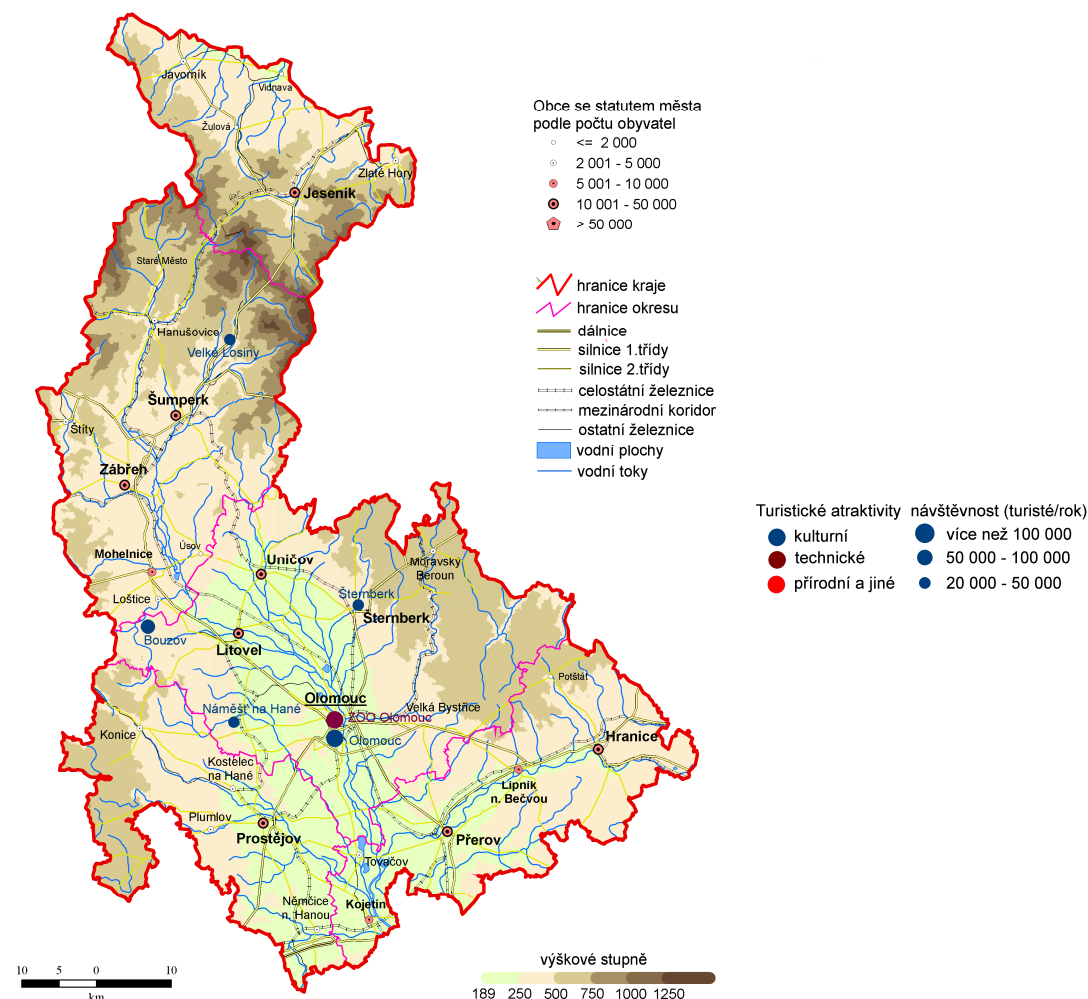 Javorník
Vidnava
Žulová
Zlaté Hory
Jeseník
Staré Město
Hanušovice
Velké Losiny
Šumperk
Štíty
Zábřeh
Mohelnice
Úsov
Uničov
Moravský
Beroun
Loštice
Šternberk
Šternberk
Bouzov
Litovel
Potštát
Olomouc
Velká Bystřice
Náměšť na Hané
ZOO Olomouc
Konice
Olomouc
Hranice
Kostelec
na Hané
Lipník
n. Bečvou
Plumlov
Prostějov
Přerov
Tovačov
Němčice
n. Hanou
Kojetín
Obce se statutem města
podle počtu obyvatel
<= 2 000
2 001 - 5 000
5 001 - 10 000
10 001 - 50 000
> 50 000
hranice kraje
hranice okresu
dálnice
silnice 1.třídy
silnice 2.třídy
celostátní železnice
mezinárodní koridor
ostatní železnice
vodní plochy
vodní toky
Turistické atraktivity
kulturní
technické
přírodní a jiné
návštěvnost (turisté/rok)
více než 100 000
50 000 - 100 000
20 000 - 50 000
10 5 0 10
km
výškové stupně
189 250 500 750 1000 1250